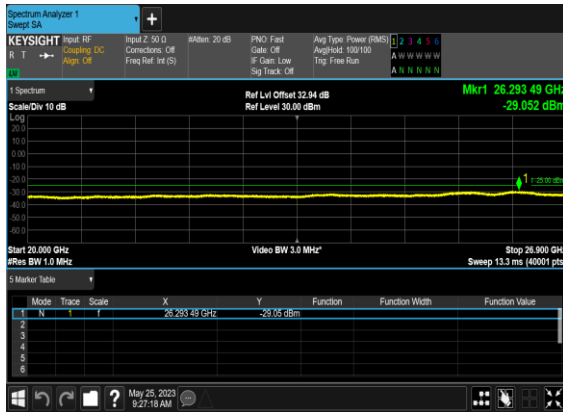 Spectrum Analyzer 1
Swept SA
+
KEYSIGHT Input: RF Input Z: 50 Ω #Atten: 20 dB PNO: Fast Avg Type: Power (RMS) 1 2 3 4 5 6
R T Coupling: DC Corrections: Off Gate: Off Avg|Hold: 100/100 A W W W W W
Align: Off Freq Ref: Int (S) IF Gain: Low Trig: Free Run
LXI Sig Track: Off A N N N N N
1 Spectrum Ref Lvl Offset 32.94 dB Mkr1 26.293 49 GHz
Scale/Div 10 dB Ref Level 30.00 dBm -29.052 dBm
Log
20.0
10.0
0.00
-10.0
-20.0 1 -25.00 dBm
-30.0
-40.0
-50.0
-60.0
Start 20.000 GHz Video BW 3.0 MHz* Stop 26.900 GHz
#Res BW 1.0 MHz Sweep 13.3 ms (40001 pts)
5 Marker Table
Mode Trace Scale X Y Function Function Width Function Value
1 N 1 f 26.293 49 GHz -29.05 dBm
2
3
4
5
6
? May 25, 2023
9:27:18 AM